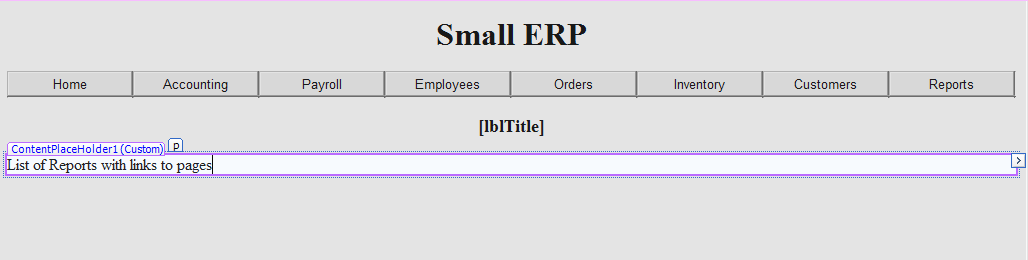 Small ERP
Home Accounting Payroll Employees Orders Inventory Customers Reports
[lblTitle]
ContentPlaceHolder1 (Custom) p
List of Reports with links to pages
>